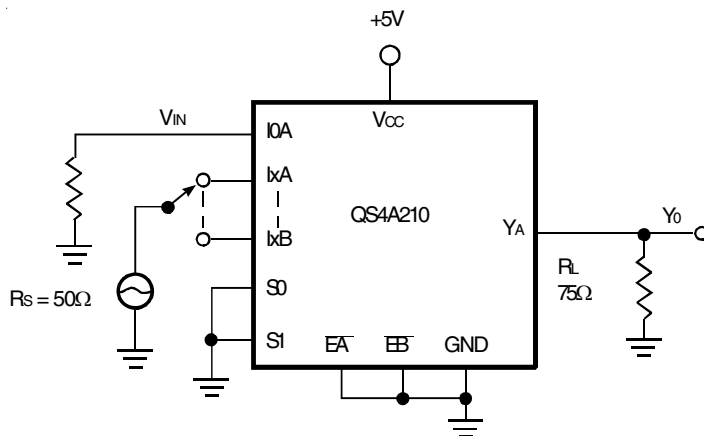 +5V
VIN
I0A
VCC
IxA
QS4A210
IxB
YA
Y0
S0
RL
75Ω
RS = 50Ω
S1
EA
EB
GND